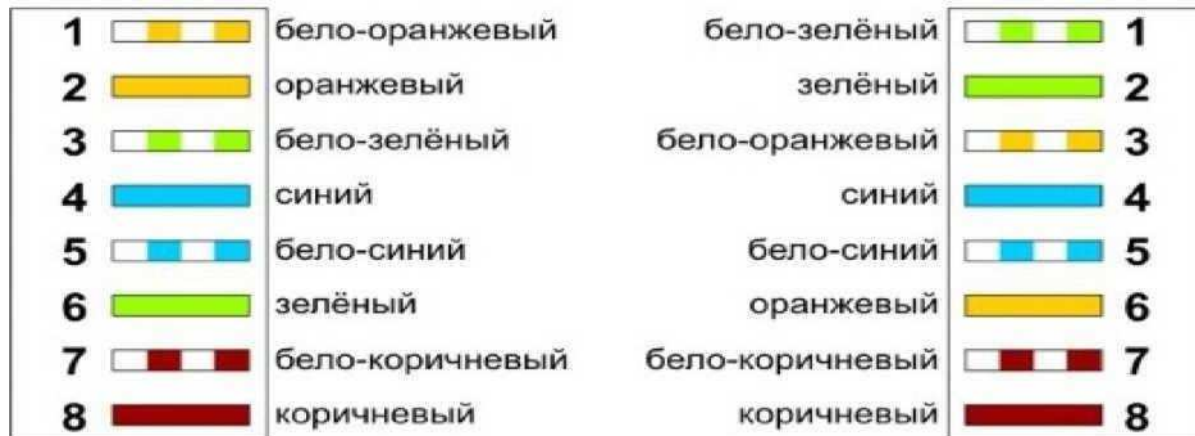 1 бело-оранжевый бело-зелёный 1
2 оранжевый зелёный 2
3 бело-зелёный бело-оранжевый 3
4 синий синий 4
5 бело-синий бело-синий 5
6 зелёный оранжевый 6
7 бело-коричневый бело-коричневый 7
8 коричневый коричневый 8